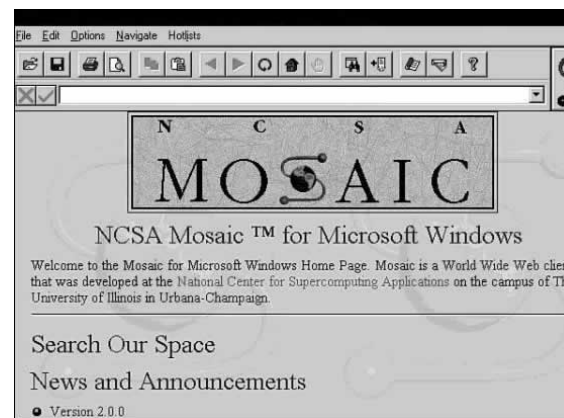 File Edit Options Navigate Hotlists
N C S A
MOSAIC
NCSA Mosaic ™ for Microsoft Windows
Welcome to the Mosaic for Microsoft Windows Home Page. Mosaic is a World Wide Web clie
that was developed at the National Center for Supercomputing Applications on the campus of Th
University of Illinois in Urbana-Champaign.
Search Our Space
News and Announcements
Version 2.0.0